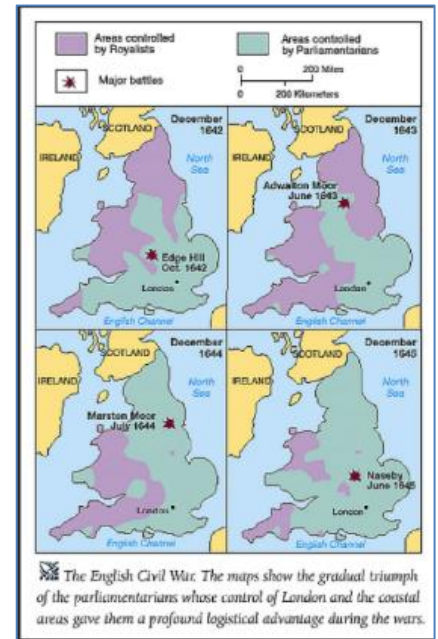 Areas controlled
by Royalists
Areas controlled
by Parliamentarians
Major battles
0 200 Miles
0 200 Kilometers
December
1642
SCOTLAND
IRELAND
North
Sea
Edge Hill
Oct. 1642
London
English Channel
December
1643
SCOTLAND
IRELAND
North
Sea
Adwalton Moor
June 1643
London
English Channel
December
1644
SCOTLAND
IRELAND
North
Sea
Marston Moor
July 1644
London
English Channel
December
1645
SCOTLAND
IRELAND
North
Sea
Naseby
June 1645
London
English Channel
The English Civil War. The maps show the gradual triumph
of the parliamentarians whose control of London and the coastal
areas gave them a profound logistical advantage during the wars.